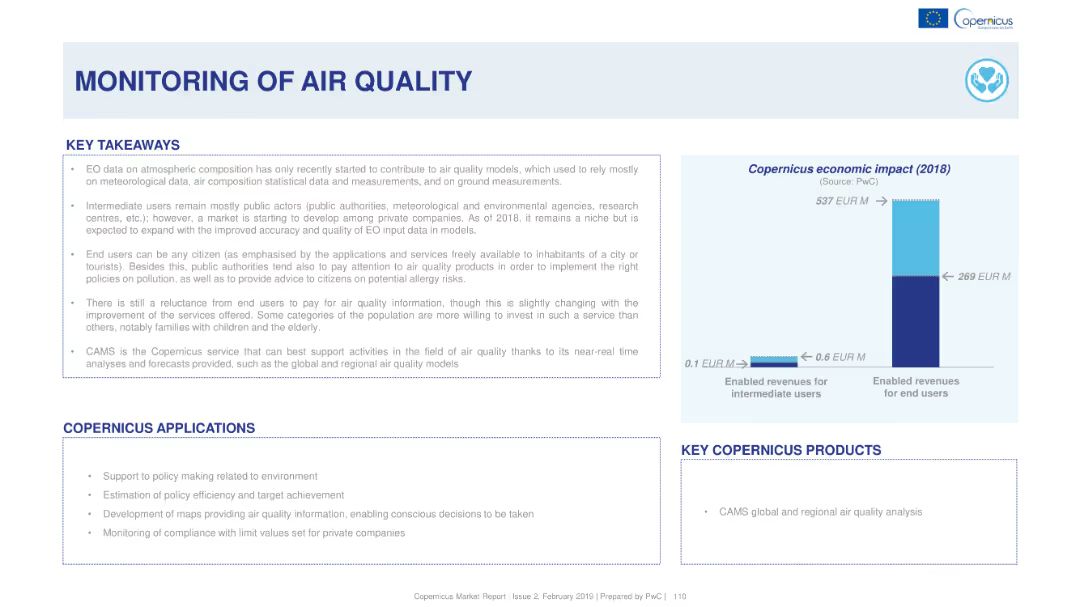 Copernicus
MONITORING OF AIR QUALITY
KEY TAKEAWAYS
• EO data on atmospheric composition has only recently started to contribute to air quality models, which used to rely mostly
on meteorological data, air composition statistical data and measurements, and on ground measurements.
• Intermediate users remain mostly public actors (public authorities, meteorological and environmental agencies, research
centres, etc.); however, a market is starting to develop among private companies. As of 2018, it remains a niche but is
expected to expand with the improved accuracy and quality of EO input data in models.
• End users can be any citizen (as emphasised by the applications and services freely available to inhabitants of a city or
tourists). Besides this, public authorities tend also to pay attention to air quality products in order to implement the right
policies on pollution, as well as to provide advice to citizens on potential allergy risks.
• There is still a reluctance from end users to pay for air quality information, though this is slightly changing with the
improvement of the services offered. Some categories of the population are more willing to invest in such a service than
others, notably families with children and the elderly.
• CAMS is the Copernicus service that can best support activities in the field of air quality thanks to its near-real time
analyses and forecasts provided, such as the global and regional air quality models
Copernicus economic impact (2018)
(Source: PwC)
537 EUR M
269 EUR M
0.1 EUR M
0.6 EUR M
Enabled revenues for
intermediate users
Enabled revenues
for end users
COPERNICUS APPLICATIONS
• Support to policy making related to environment
• Estimation of policy efficiency and target achievement
• Development of maps providing air quality information, enabling conscious decisions to be taken
• Monitoring of compliance with limit values set for private companies
KEY COPERNICUS PRODUCTS
• CAMS global and regional air quality analysis
Copernicus Market Report Issue 2, February 2019 | Prepared by PwC | 110